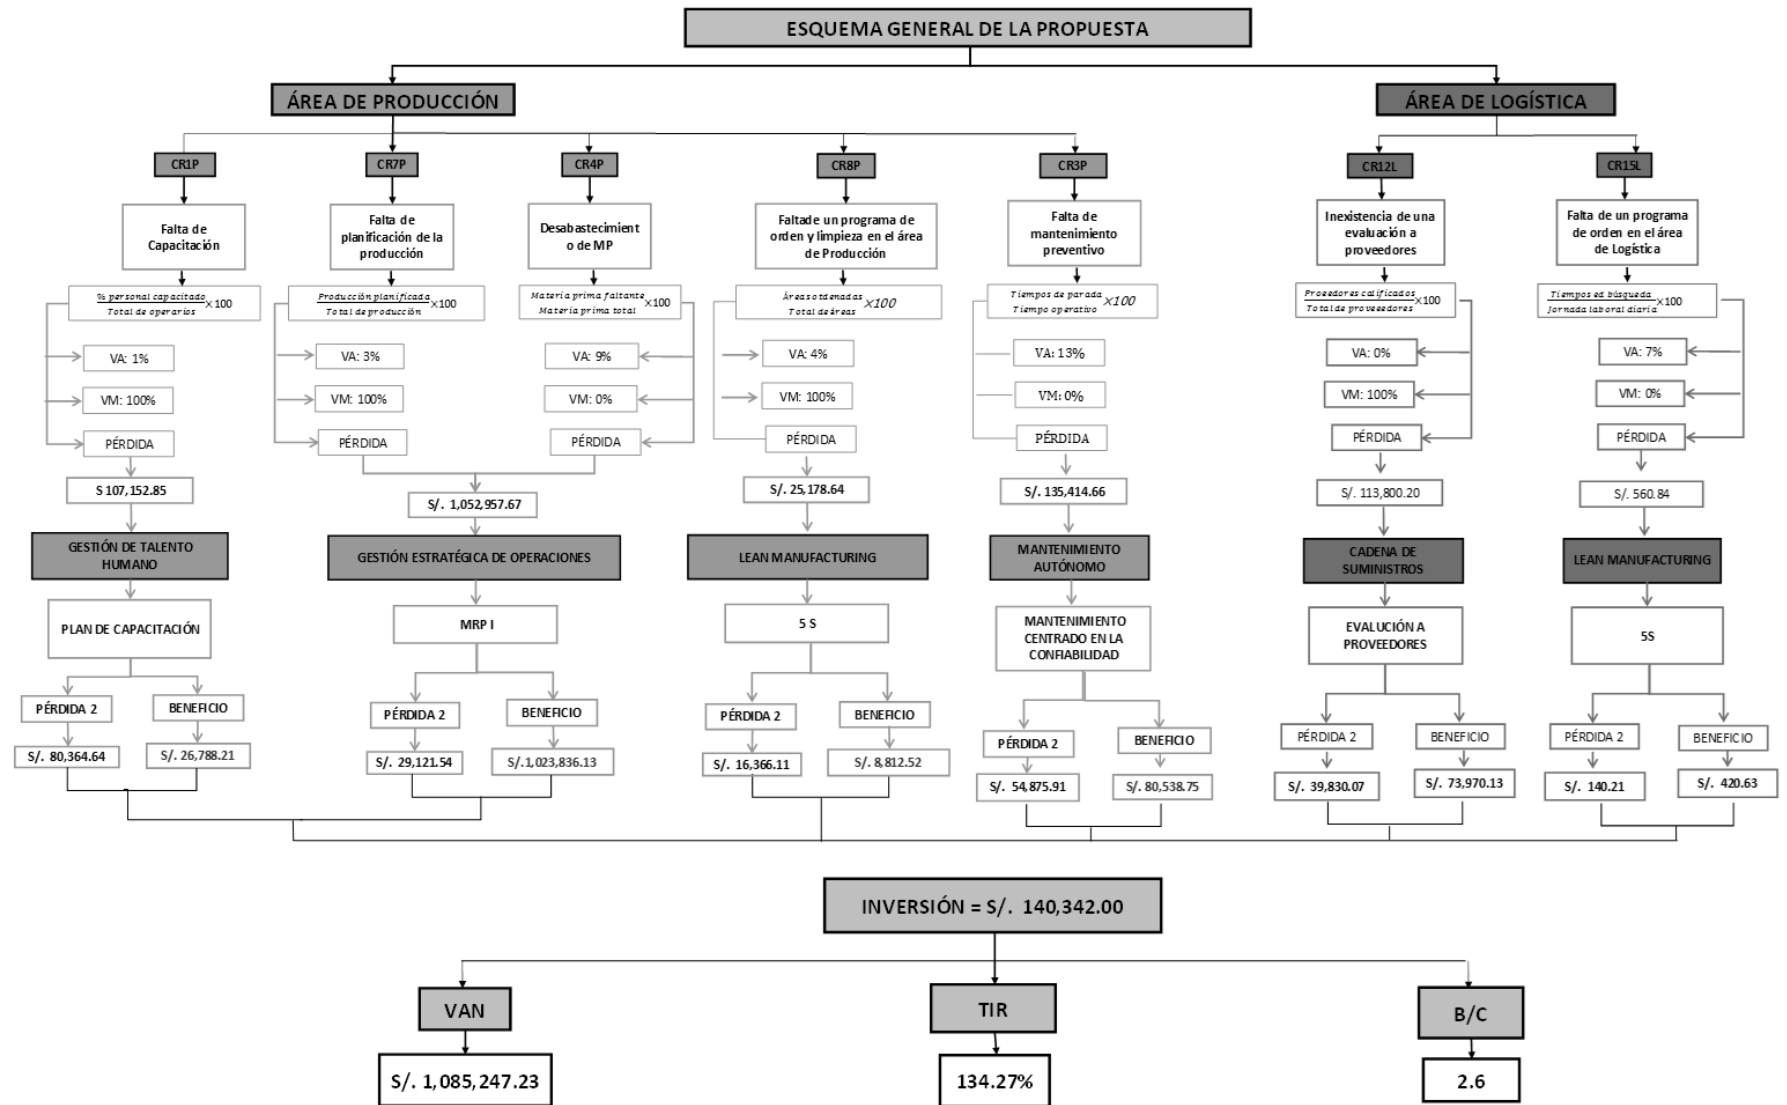 ESQUEMA GENERAL DE LA PROPUESTA
ÁREA DE PRODUCCIÓN
ÁREA DE LOGÍSTICA
CR1P
CR7P
CR4P
CR8P
CR3P
CR12L
CR15L
Falta de
Capacitación
Falta de
planificación de la
producción
Desabastecimient
o de MP
Faltade un programa de
orden y limpieza en el área
de Producción
Falta de
mantenimiento
preventivo
Inexistencia de una
evaluación a
proveedores
Falta de un programa
de orden en el área
de Logística
% personal capacitado
Total de operarios
×100
Producción planificada
Total de producción
×100
Materia prima faltante
Materia prima total
×100
Áreas otdenadas
Total de áreas
×100
Tiempos de parada
Tiempo operativo
×100
Proeedores calificados
Total de proveedores
×100
Tiempos ed búsqueda
Jornada laboral diaria
×100
VA: 1%
VA: 3%
VA: 9%
VA: 4%
VA: 13%
VA: 0%
VA: 7%
VM: 100%
VM: 100%
VM: 0%
VM: 100%
VM: 0%
VM: 100%
VM: 0%
PÉRDIDA
PÉRDIDA
PÉRDIDA
PÉRDIDA
PÉRDIDA
PÉRDIDA
PÉRDIDA
S 107,152.85
S/. 1,052,957.67
S/. 25,178.64
S/. 135,414.66
S/. 113,800.20
S/. 560.84
GESTIÓN DE TALENTO
HUMANO
GESTIÓN ESTRATÉGICA DE OPERACIONES
LEAN MANUFACTURING
MANTENIMIENTO
AUTÓNOMO
CADENA DE
SUMINISTROS
LEAN MANUFACTURING
PLAN DE CAPACITACIÓN
MRP I
5 S
MANTENIMIENTO
CENTRADO EN LA
CONFIABILIDAD
EVALUCIÓN A
PROVEEDORES
5S
PÉRDIDA 2
BENEFICIO
PÉRDIDA 2
BENEFICIO
PÉRDIDA 2
BENEFICIO
PÉRDIDA 2
BENEFICIO
PÉRDIDA 2
BENEFICIO
PÉRDIDA 2
BENEFICIO
S/. 80,364.64
S/. 26,788.21
S/. 29,121.54
S/. 1,023,836.13
S/. 16,366.11
S/. 8,812.52
S/. 54,875.91
S/. 80,538.75
S/. 39,830.07
S/. 73,970.13
S/. 140.21
S/. 420.63
INVERSIÓN = S/. 140,342.00
VAN
TIR
B/C
S/. 1,085,247.23
134.27%
2.6